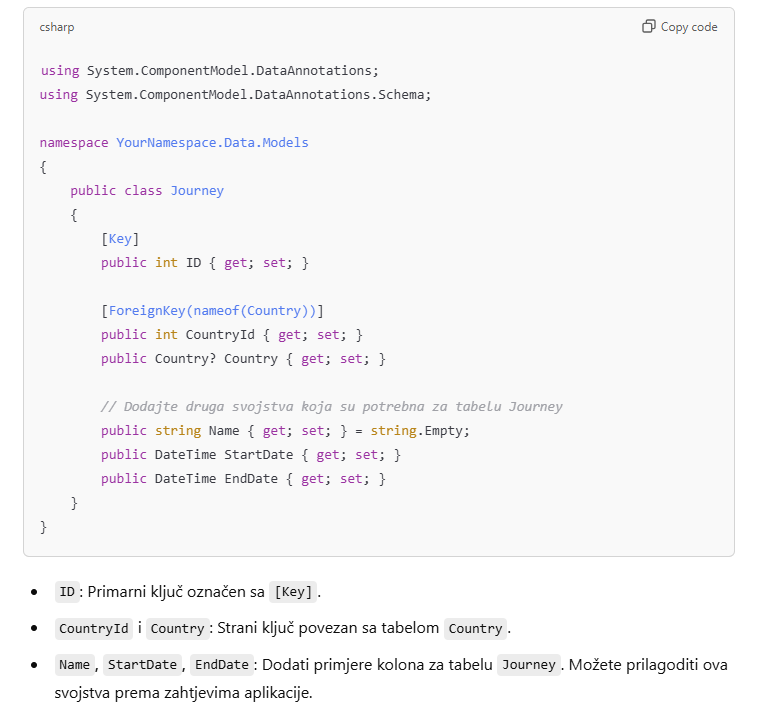 csharp
Copy code
using System.ComponentModel.DataAnnotations;
using System.ComponentModel.DataAnnotations.Schema;
namespace YourNamespace.Data.Models
{
    public class Journey
    {
        [Key]
        public int ID { get; set; }
        [ForeignKey(nameof(Country))]
        public int CountryId { get; set; }
        public Country? Country { get; set; }
        // Dodajte druga svojstva koja su potrebna za tabelu Journey
        public string Name { get; set; } = string.Empty;
        public DateTime StartDate { get; set; }
        public DateTime EndDate { get; set; }
    }
}
• ID: Primarni ključ označen sa [Key].
• CountryId i Country: Strani ključ povezan sa tabelom Country.
• Name, StartDate, EndDate: Dodati primjere kolona za tabelu Journey. Možete prilagoditi ova
svojstva prema zahtjevima aplikacije.